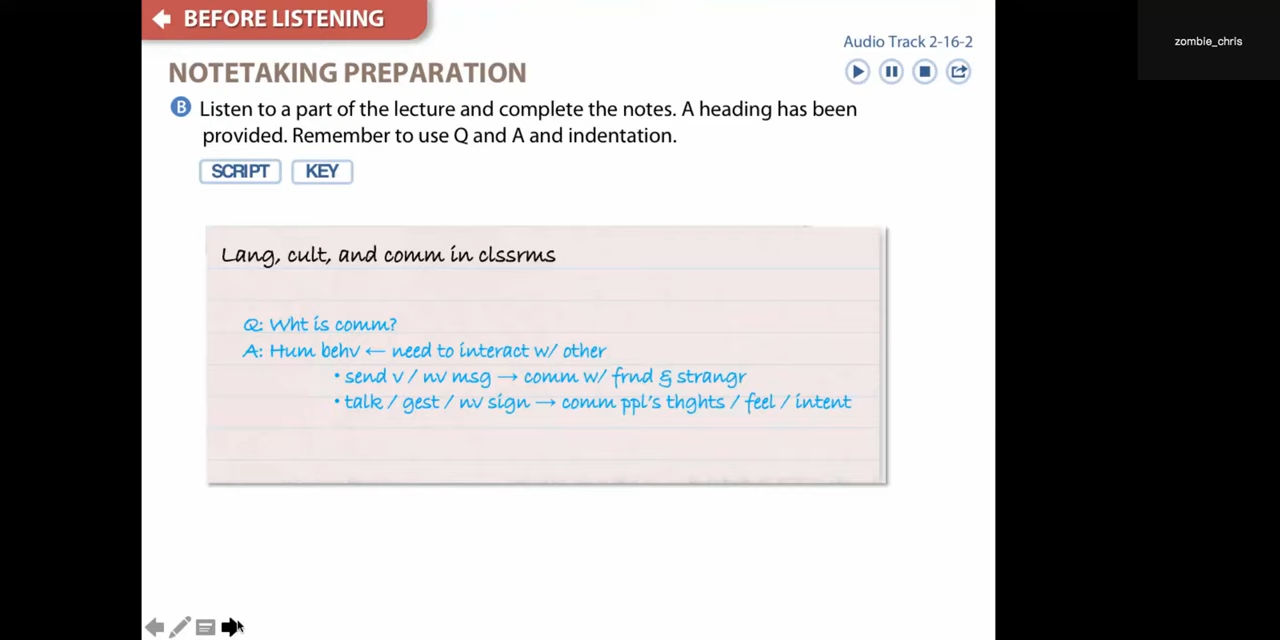 BEFORE LISTENING
zombie_chris
Audio Track 2-16-2
NOTETAKING PREPARATION
B Listen to a part of the lecture and complete the notes. A heading has been
provided. Remember to use Q and A and indentation.
SCRIPT KEY
Lang, cult, and comm in clssrms
Q: Wht is comm?
A: Hum behv ← need to interact w/ other
• send v / nv msg → comm w/ frnd & strangr
• talk / gest / nv sign → comm ppl's thghts / feel / intent